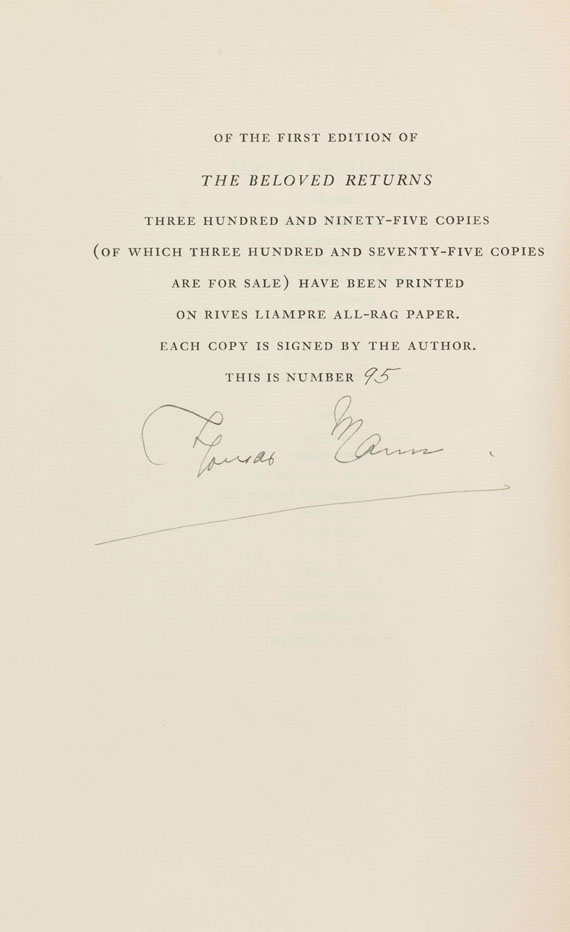 OF THE FIRST EDITION OF
THE BELOVED RETURNS
THREE HUNDRED AND NINETY-FIVE COPIES
(OF WHICH THREE HUNDRED AND SEVENTY-FIVE COPIES
ARE FOR SALE) HAVE BEEN PRINTED
ON RIVES LIAMPRE ALL-RAG PAPER.
EACH COPY IS SIGNED BY THE AUTHOR.
THIS IS NUMBER 95
Thomas Mann.